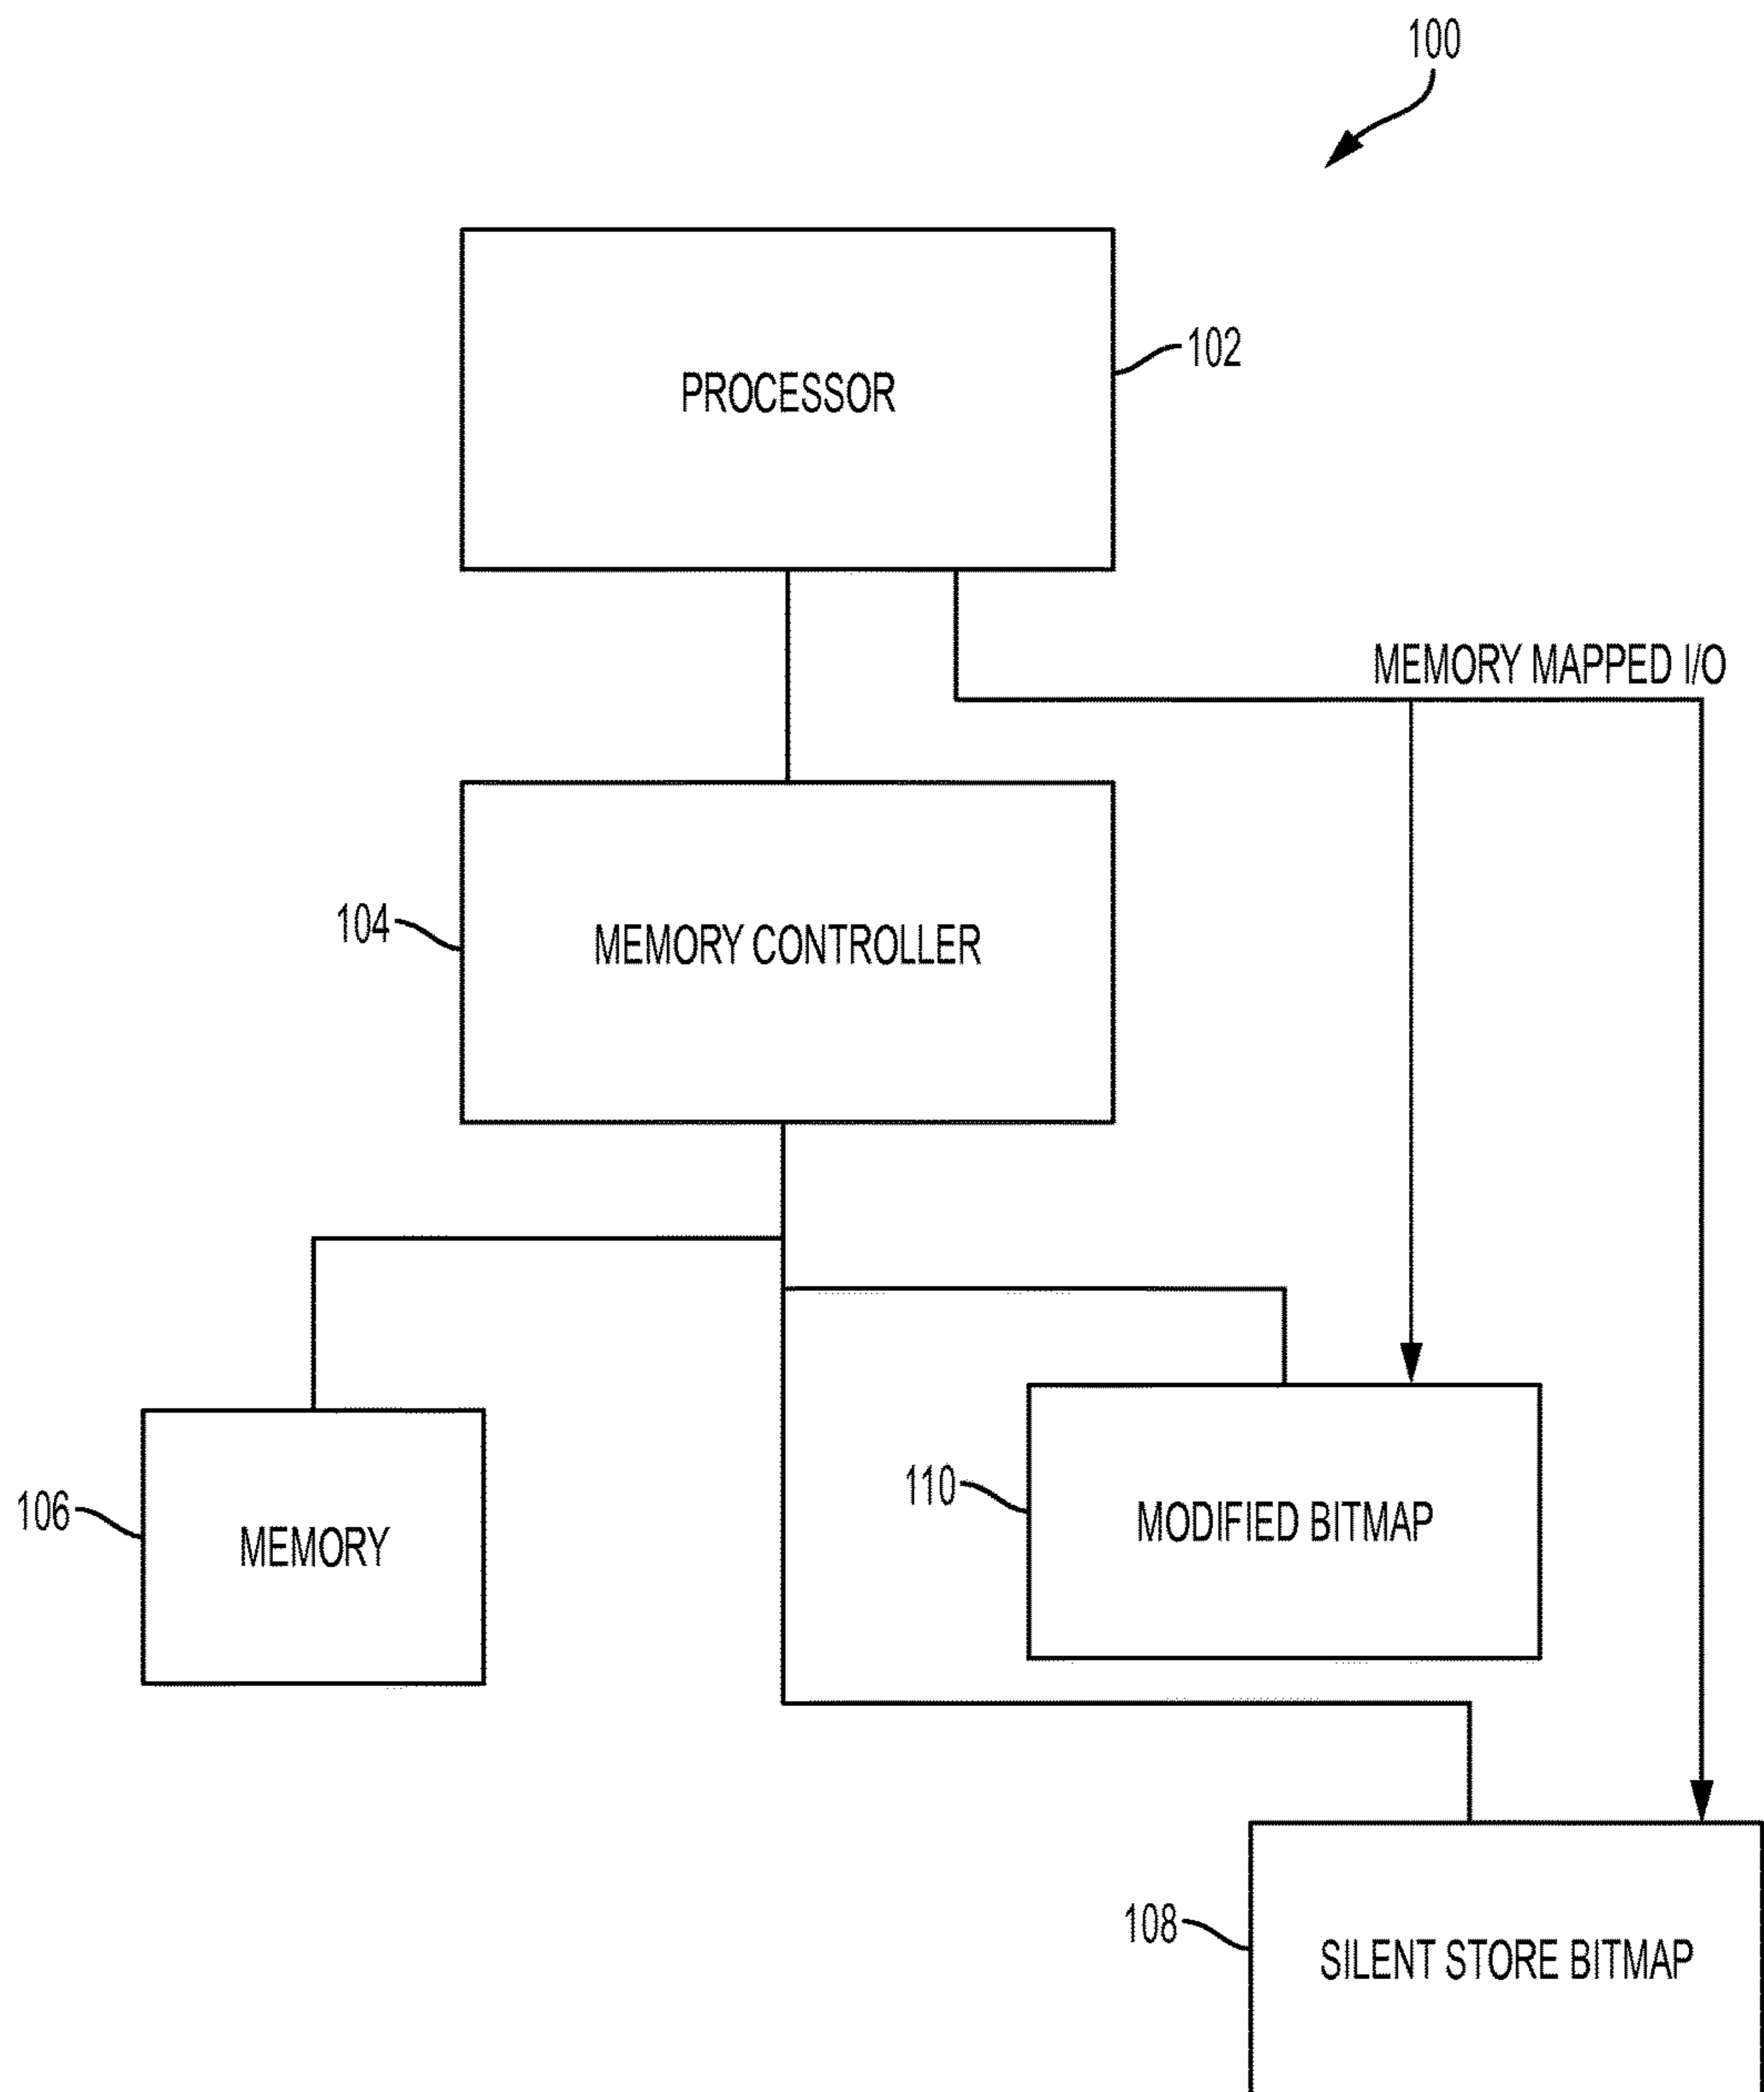 100
PROCESSOR
102
MEMORY MAPPED I/O
104
MEMORY CONTROLLER
110
MODIFIED BITMAP
106
MEMORY
108
SILENT STORE BITMAP